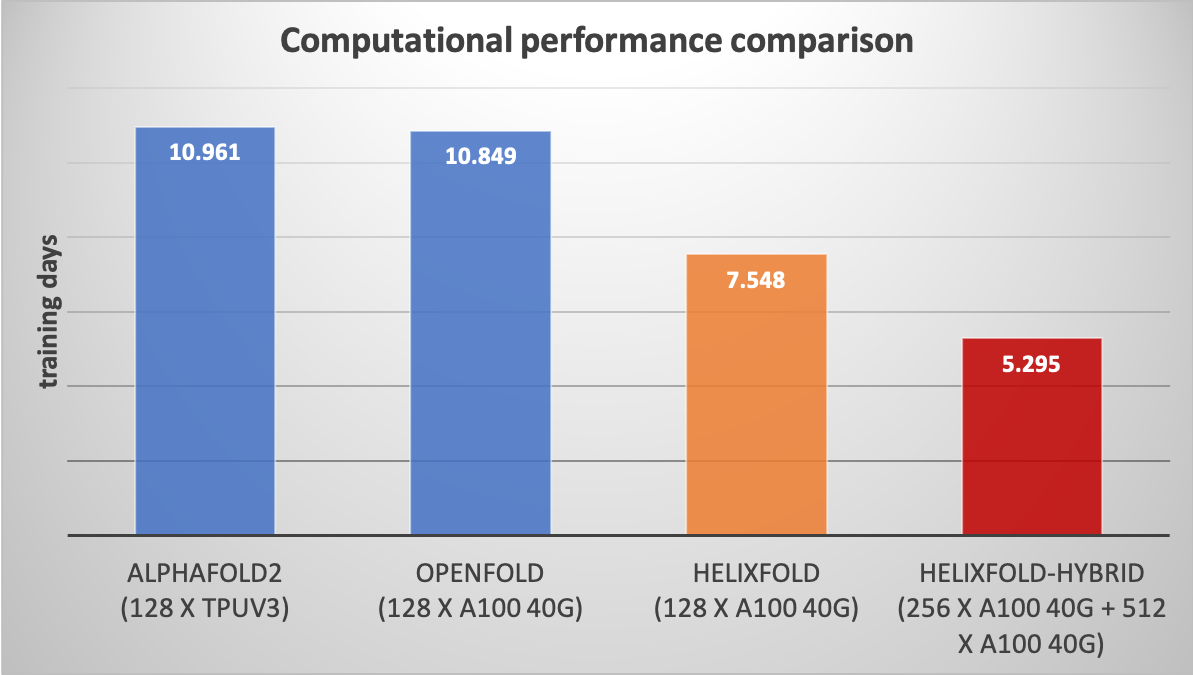 Computational performance comparison
training days
10.961
10.849
7.548
5.295
ALPHAFOLD2
(128 X TPUV3)
OPENFOLD
(128 X A100 40G)
HELIXFOLD
(128 X A100 40G)
HELIXFOLD-HYBRID
(256 X A100 40G + 512
X A100 40G)